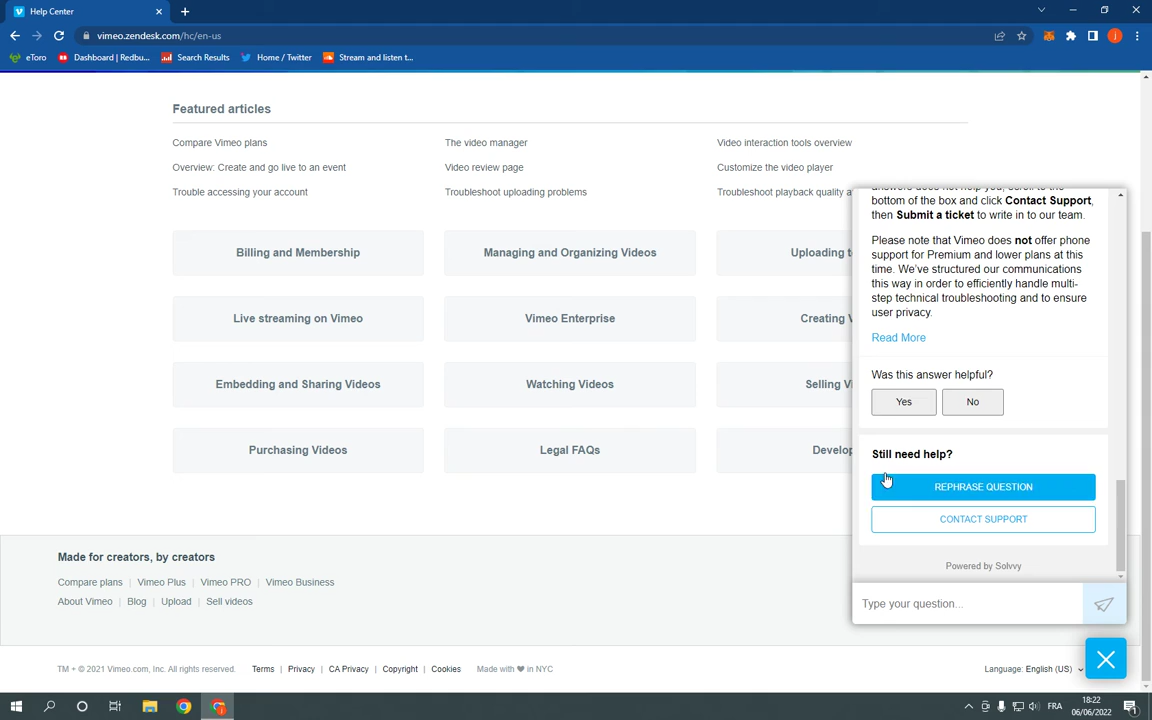 Help Center
vimeo.zendesk.com/hc/en-us
eToro Dashboard | Redbu... Search Results Home / Twitter Stream and listen t...
Featured articles
Compare Vimeo plans The video manager Video interaction tools overview
Overview: Create and go live to an event Video review page Customize the video player
Trouble accessing your account Troubleshoot uploading problems Troubleshoot playback quality a
Billing and Membership Managing and Organizing Videos Uploading t
Live streaming on Vimeo Vimeo Enterprise Creating V
Embedding and Sharing Videos Watching Videos Selling Vi
Purchasing Videos Legal FAQs Develop
bottom of the box and click Contact Support,
then Submit a ticket to write in to our team.
Please note that Vimeo does not offer phone
support for Premium and lower plans at this
time. We've structured our communications
this way in order to efficiently handle multi-
step technical troubleshooting and to ensure
user privacy.
Read More
Was this answer helpful?
Yes No
Still need help?
REPHRASE QUESTION
CONTACT SUPPORT
Powered by Solvvy
Type your question...
Made for creators, by creators
Compare plans | Vimeo Plus | Vimeo PRO | Vimeo Business
About Vimeo | Blog | Upload | Sell videos
TM + © 2021 Vimeo.com, Inc. All rights reserved. Terms | Privacy | CA Privacy | Copyright | Cookies Made with ♥ in NYC Language: English (US)
FRA
18:22
06/06/2022